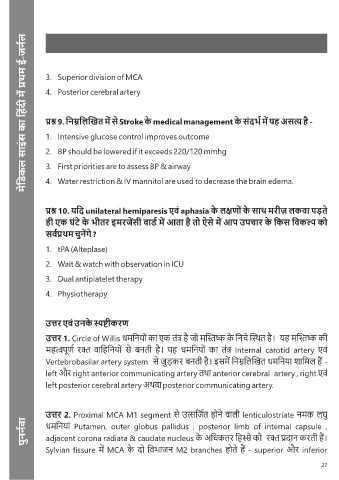 मेडिकल साइंस का हिंदी में प्रथम ई-जर्नल
3. Superior division of MCA
4. Posterior cerebral artery
प्रश्न 9. निम्नलिखित में से Stroke के medical management के संदर्भ में यह असत्य है -
1. Intensive glucose control improves outcome
2. BP should be lowered if it exceeds 220/120 mmhg
3. First priorities are to assess BP & airway
4. Water restriction & IV mannitol are used to decrease the brain edema.
प्रश्न 10. यदि unilateral hemiparesis एवं aphasia के लक्षणों के साथ मरीज़ लकवा पड़ते
ही एक घंटे के भीतर इमरजेंसी वार्ड में आता है तो ऐसे में आप उपचार के किस विकल्प को
सर्वप्रथम चुनेंगे ?
1. tPA (Alteplase)
2. Wait & watch with observation in ICU
3. Dual antiplatelet therapy
4. Physiotherapy
उत्तर एवं उनके स्पष्टीकरण
उत्तर 1. Circle of Willis धमनियों का एक तंत्र है जो मस्तिष्क के निचे स्थित है। यह मस्तिष्क की
महत्वपूर्ण रक्त वाहिनियों से बनती है। यह धमनियों का तंत्र Internal carotid artery एवं
Vertebrobasilar artery system से जुड़कर बनती है। इसमें निम्नलिखित धमनिया शामिल हैं -
left और right anterior communicating artery तथा anterior cerebral artery , right एवं
left posterior cerebral artery अथवा posterior communicating artery.
उत्तर 2. Proximal MCA M1 segment से उत्सर्जित होने वाली lenticulostriate नमक लघु
धमनियां Putamen, outer globus pallidus , posterior limb of internal capsule ,
adjacent corona radiata & caudate nucleus के अधिकतर हिस्से को रक्त प्रदान करती हैं।
Sylvian fissure में MCA के दो विभाजन M2 branches होते हैं - superior और inferior
पुनर्नवा
27